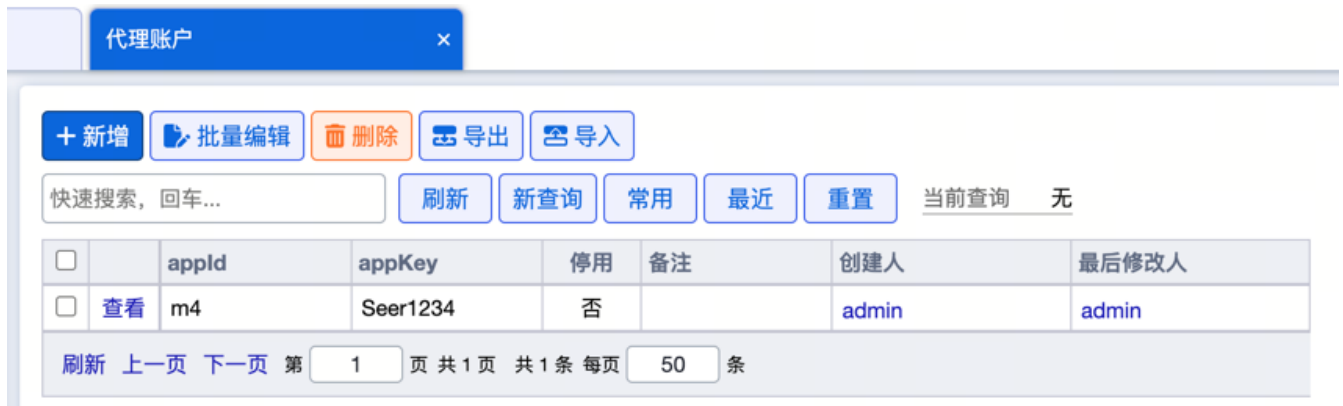 代理账户 ×
+ 新增 批量编辑 删除 导出 导入
快速搜索，回车... 刷新 新查询 常用 最近 重置 当前查询 无
appId appKey 停用 备注 创建人 最后修改人
查看 m4 Seer1234 否 admin admin
刷新 上一页 下一页 第 1 页 共 1 页 共 1 条 每页 50 条